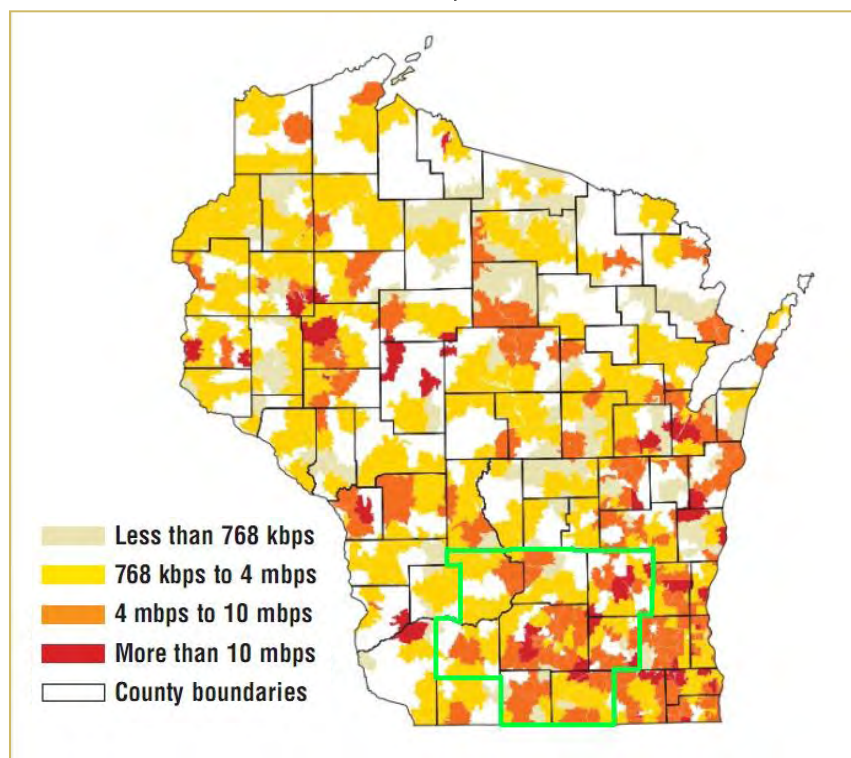 Less than 768 kbps
768 kbps to 4 mbps
4 mbps to 10 mbps
More than 10 mbps
County boundaries